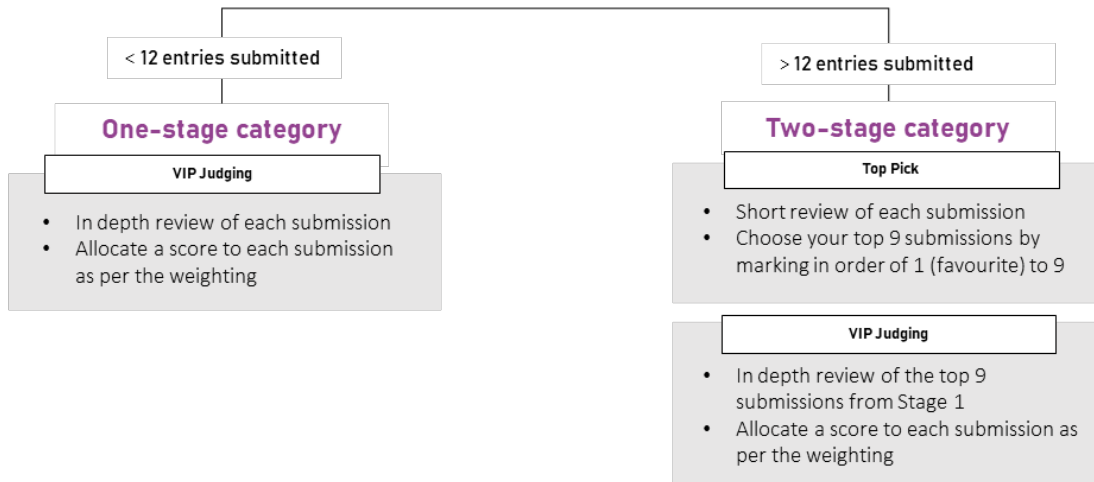 < 12 entries submitted
One-stage category
VIP Judging
• In depth review of each submission
• Allocate a score to each submission
as per the weighting
> 12 entries submitted
Two-stage category
Top Pick
• Short review of each submission
• Choose your top 9 submissions by
marking in order of 1 (favourite) to 9
VIP Judging
• In depth review of the top 9
submissions from Stage 1
• Allocate a score to each submission as
per the weighting